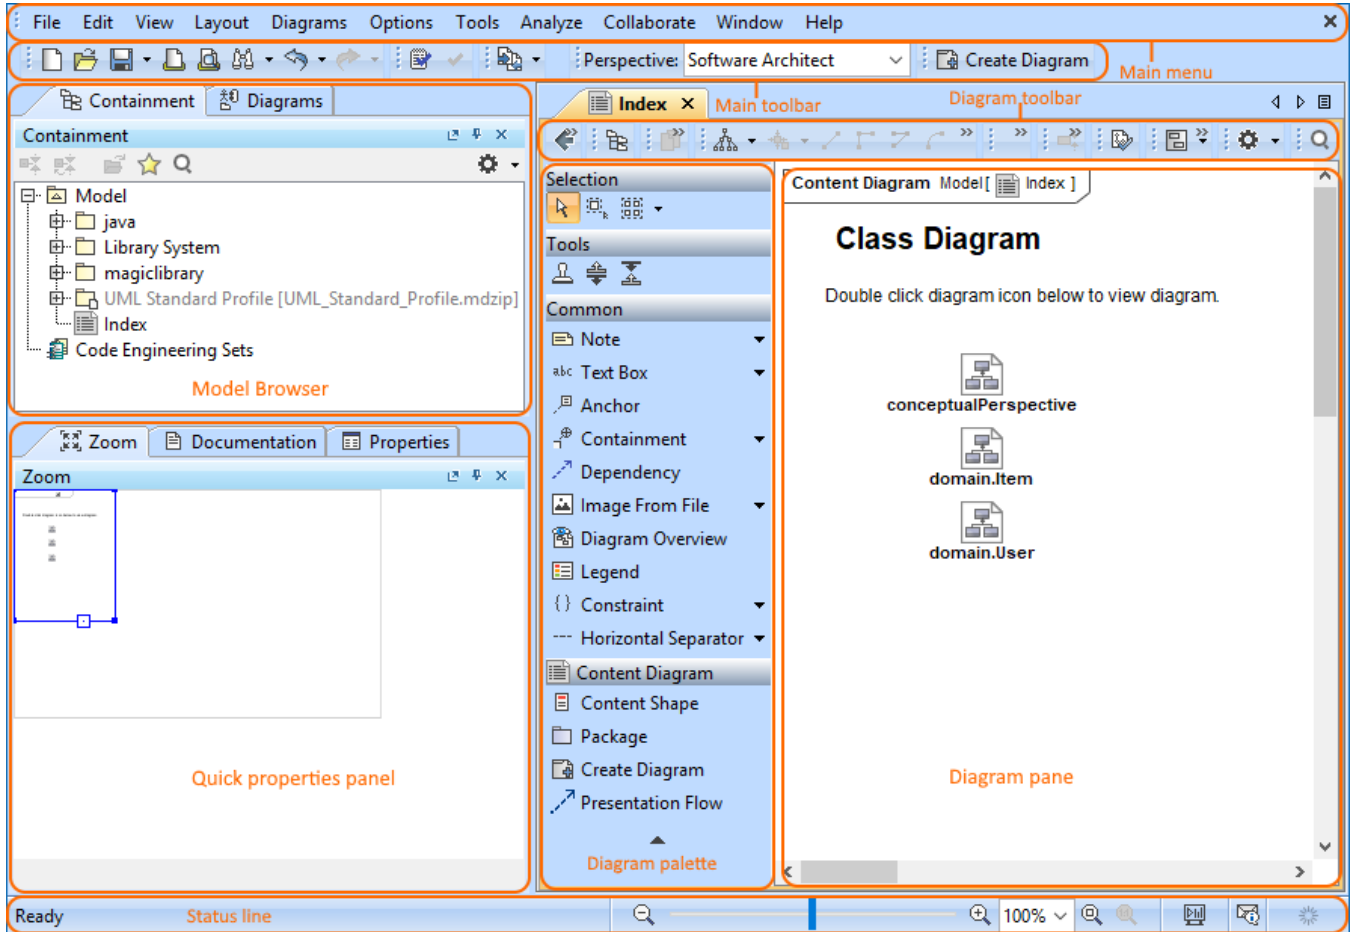 File Edit View Layout Diagrams Options Tools Analyze Collaborate Window Help
Perspective: Software Architect Create Diagram
Main menu
Containment Diagrams
Index Main toolbar Diagram toolbar
Containment
Model
java
Library System
magiclibrary
UML Standard Profile [UML_Standard_Profile.mdzip]
Index
Code Engineering Sets
Model Browser
Zoom Documentation Properties
Zoom
Quick properties panel
Selection
Tools
Common
Note
abc Text Box
Anchor
Containment
Dependency
Image From File
Diagram Overview
Legend
{} Constraint
Horizontal Separator
Content Diagram
Content Shape
Package
Create Diagram
Presentation Flow
Diagram palette
Content Diagram Model[ Index ]
Class Diagram
Double click diagram icon below to view diagram.
conceptualPerspective
domain.Item
domain.User
Diagram pane
Ready Status line 100%